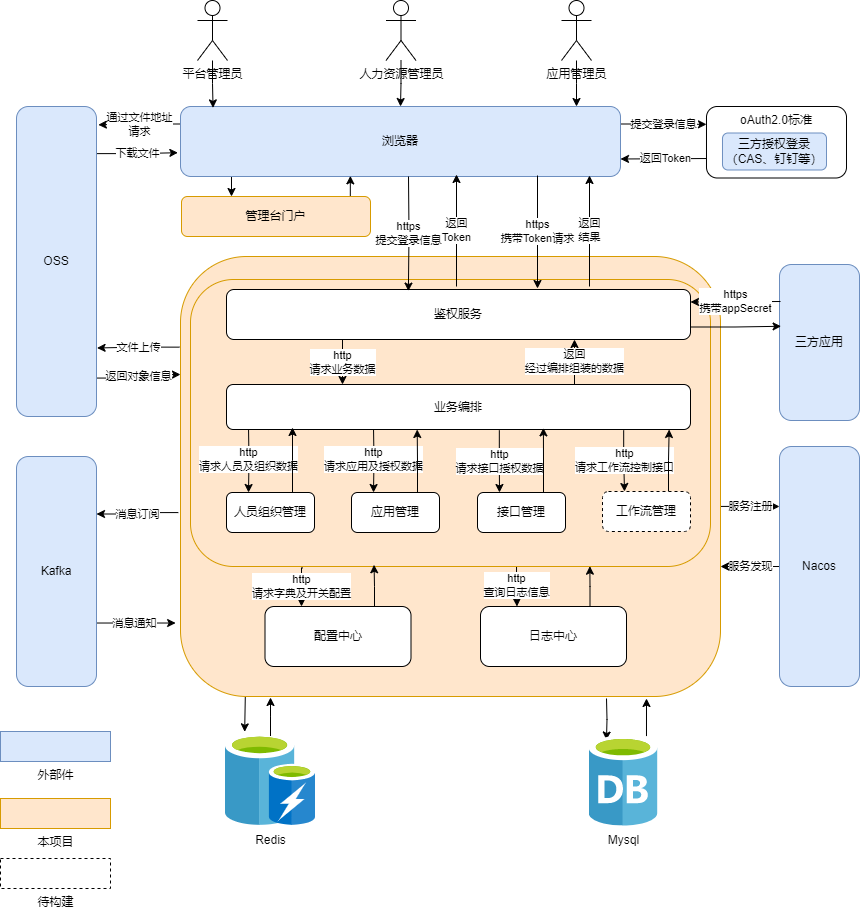 平台管理员
人力资源管理员
应用管理员
通过文件地址
请求
下载文件
浏览器
提交登录信息
返回Token
oAuth2.0标准
三方授权登录
（CAS、钉钉等）
管理台门户
https
提交登录信息
返回
Token
https
携带Token请求
返回
结果
OSS
鉴权服务
https
携带appSecret
三方应用
文件上传
返回对象信息
http
请求业务数据
返回
经过编排组装的数据
业务编排
http
请求人员及组织数据
http
请求应用及授权数据
http
请求接口授权数据
http
请求工作流控制接口
人员组织管理
应用管理
接口管理
工作流管理
消息订阅
Kafka
消息通知
服务注册
服务发现
Nacos
http
请求字典及开关配置
http
查询日志信息
配置中心
日志中心
DB
Redis
Mysql
外部件
本项目
待构建